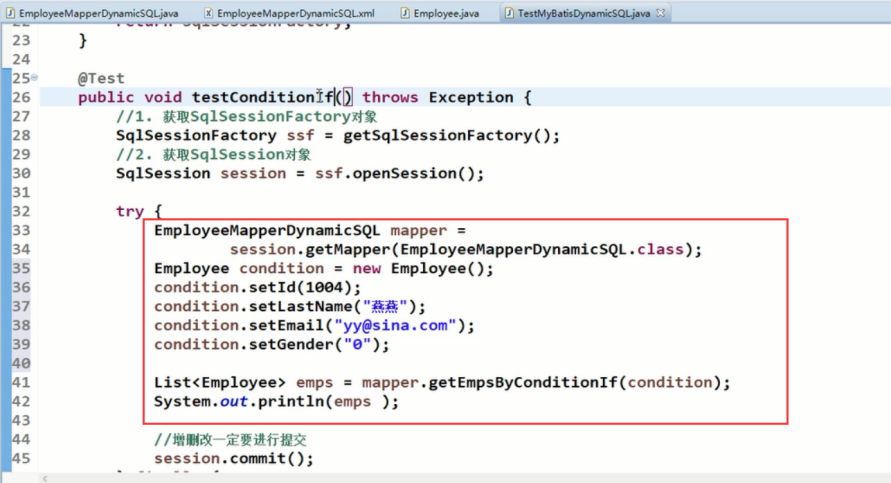 EmployeeMapperDynamicSQL.java EmployeeMapperDynamicSQL.xml Employee.java TestMyBatisDynamicSQL.java
22 return sqlSessionFactory;
23 }
24
25 @Test
26 public void testConditionIf() throws Exception {
27 //1. 获取SqlSessionFactory对象
28 SqlSessionFactory ssf = getSqlSessionFactory();
29 //2. 获取SqlSession对象
30 SqlSession session = ssf.openSession();
31
32 try {
33 EmployeeMapperDynamicSQL mapper =
34 session.getMapper(EmployeeMapperDynamicSQL.class);
35 Employee condition = new Employee();
36 condition.setId(1004);
37 condition.setLastName("燕燕");
38 condition.setEmail("yy@sina.com");
39 condition.setGender("0");
40
41 List<Employee> emps = mapper.getEmpsByConditionIf(condition);
42 System.out.println(emps );
43
44 //增删改一定要进行提交
45 session.commit();